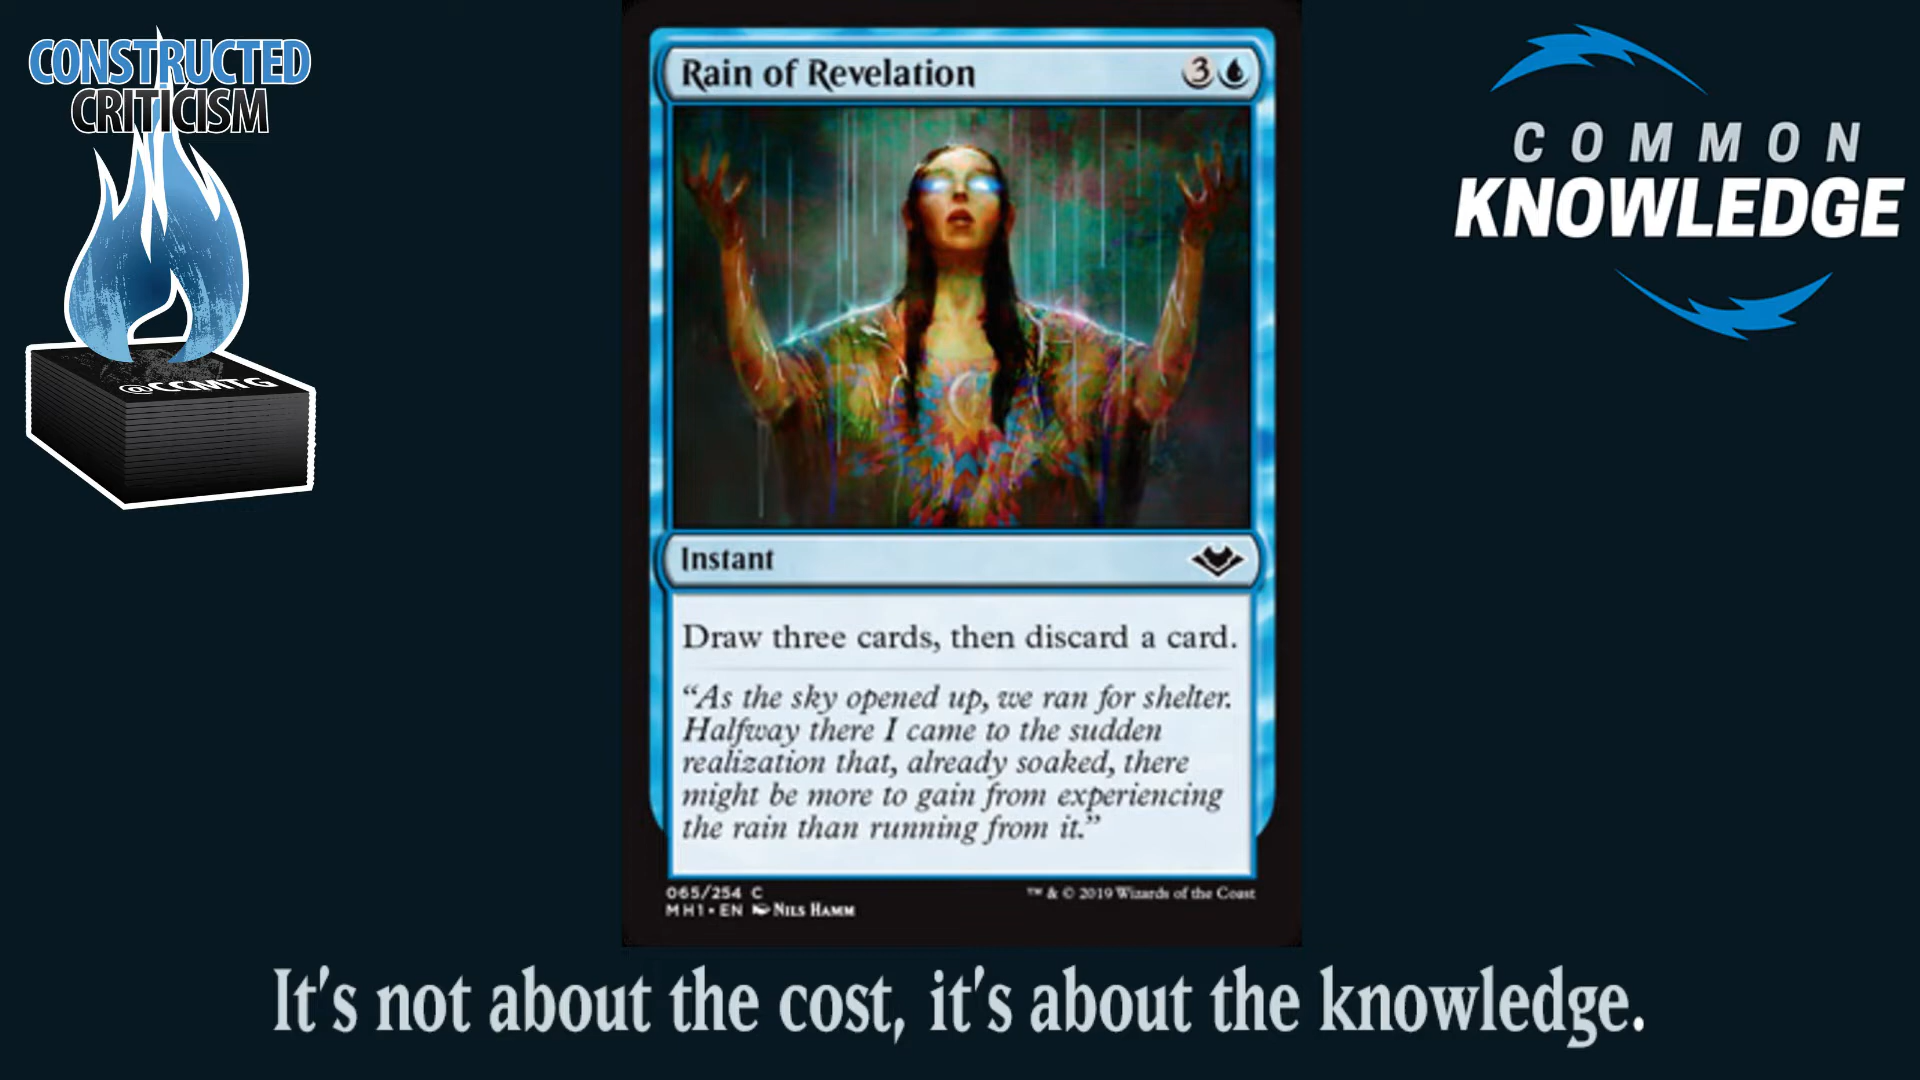 CONSTRUCTED
CRITICISM
@CCMTG
Rain of Revelation
3
Instant
Draw three cards, then discard a card.
“As the sky opened up, we ran for shelter.
Halfway there I came to the sudden
realization that, already soaked, there
might be more to gain from experiencing
the rain than running from it.”
065/254 C
MH1 • EN Nils Hamm
™ & © 2019 Wizards of the Coast
COMMON
KNOWLEDGE
It's not about the cost, it's about the knowledge.